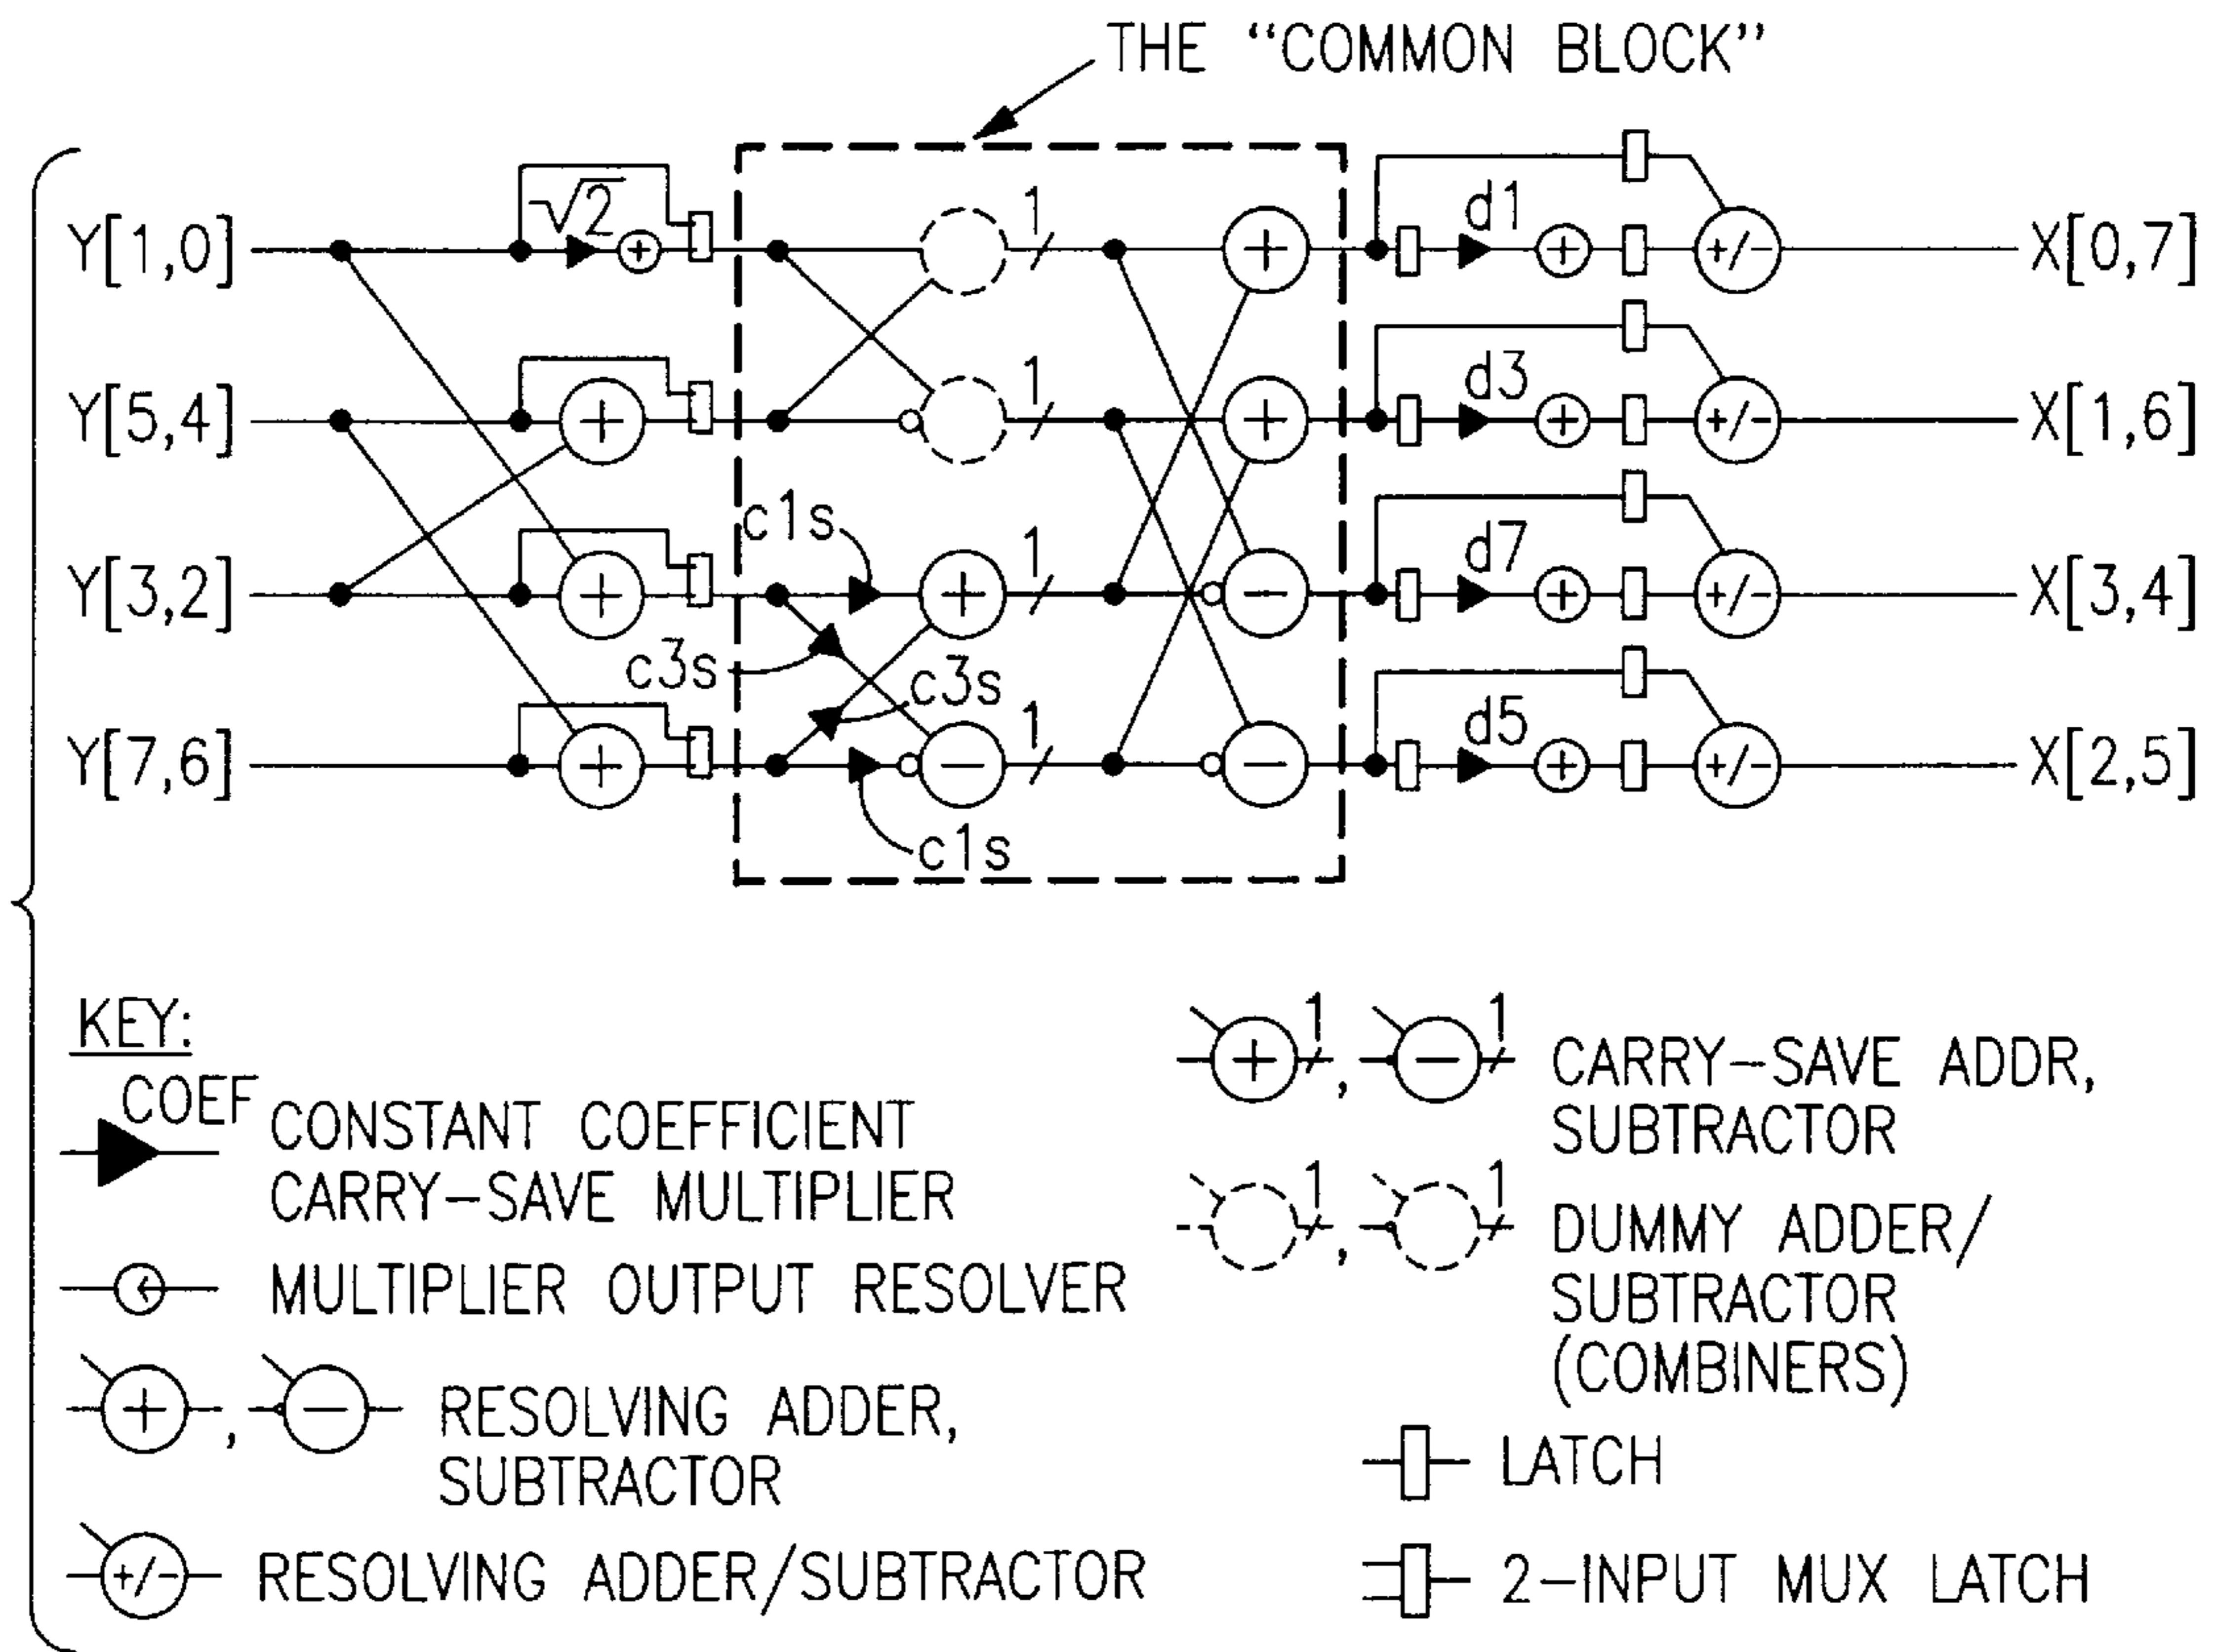 THE “COMMON BLOCK”
Y[1,0] √2 1 + d1 + +/- X[0,7]
Y[5,4] + 1 + d3 + +/- X[1,6]
Y[3,2] + c1s + 1 - d7 + +/- X[3,4]
c3s c3s
Y[7,6] + - 1 - d5 + +/- X[2,5]
c1s
KEY:
COEF
CONSTANT COEFFICIENT
CARRY-SAVE MULTIPLIER
MULTIPLIER OUTPUT RESOLVER
+ , - RESOLVING ADDER,
SUBTRACTOR
+/- RESOLVING ADDER/SUBTRACTOR
+ 1 , - 1 CARRY-SAVE ADDR,
SUBTRACTOR
1 , 1 DUMMY ADDER/
SUBTRACTOR
(COMBINERS)
LATCH
2-INPUT MUX LATCH